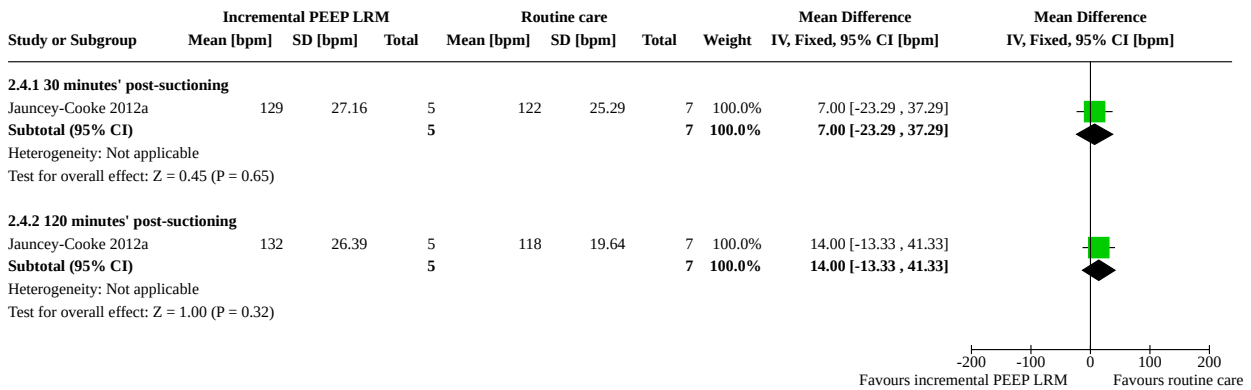 Incremental PEEP LRM Routine care Mean Difference Mean Difference
Study or Subgroup Mean [bpm] SD [bpm] Total Mean [bpm] SD [bpm] Total Weight IV, Fixed, 95% CI [bpm] IV, Fixed, 95% CI [bpm]
2.4.1 30 minutes' post-suctioning
Jauncey-Cooke 2012a 129 27.16 5 122 25.29 7 100.0% 7.00 [-23.29 , 37.29]
Subtotal (95% CI) 5 7 100.0% 7.00 [-23.29 , 37.29]
Heterogeneity: Not applicable
Test for overall effect: Z = 0.45 (P = 0.65)
2.4.2 120 minutes' post-suctioning
Jauncey-Cooke 2012a 132 26.39 5 118 19.64 7 100.0% 14.00 [-13.33 , 41.33]
Subtotal (95% CI) 5 7 100.0% 14.00 [-13.33 , 41.33]
Heterogeneity: Not applicable
Test for overall effect: Z = 1.00 (P = 0.32)
-200 -100 0 100 200
Favours incremental PEEP LRM Favours routine care